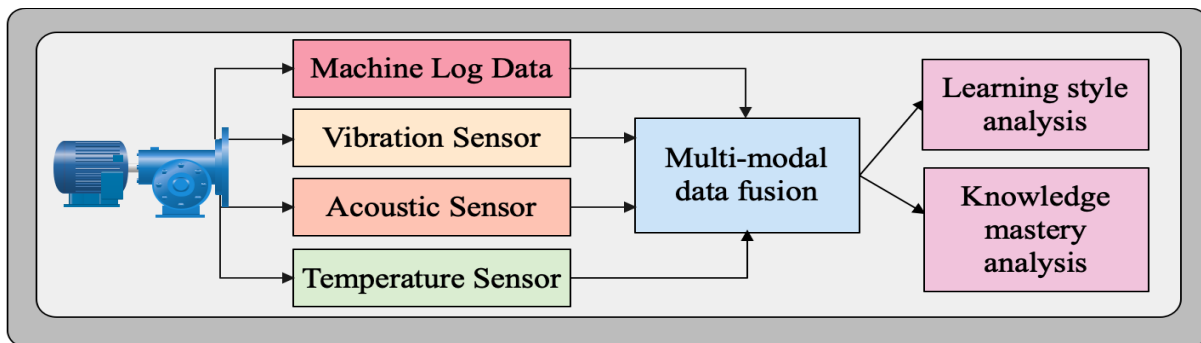 Machine Log Data
Vibration Sensor
Acoustic Sensor
Temperature Sensor
Multi-modal
data fusion
Learning style
analysis
Knowledge
mastery
analysis